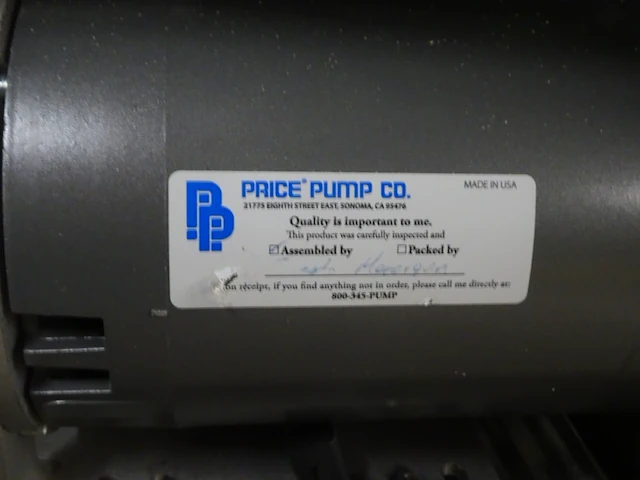 PP
PRICE® PUMP CO.
MADE IN USA
21775 EIGHTH STREET EAST, SONOMA, CA 95476
Quality is important to me.
This product was carefully inspected and
☑ Assembled by ☐ Packed by
on receipt, if you find anything not in order, please call me directly at:
800-345-PUMP